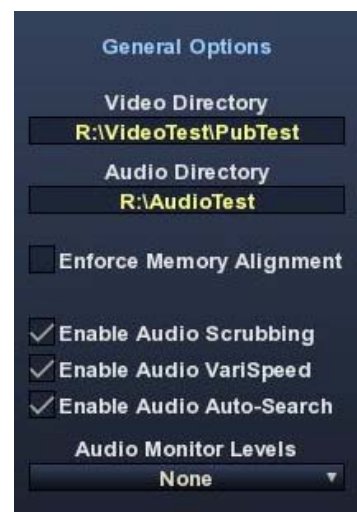 General Options
Video Directory
R:\VideoTest\PubTest
Audio Directory
R:\AudioTest
Enforce Memory Alignment
Enable Audio Scrubbing
Enable Audio VariSpeed
Enable Audio Auto-Search
Audio Monitor Levels
None